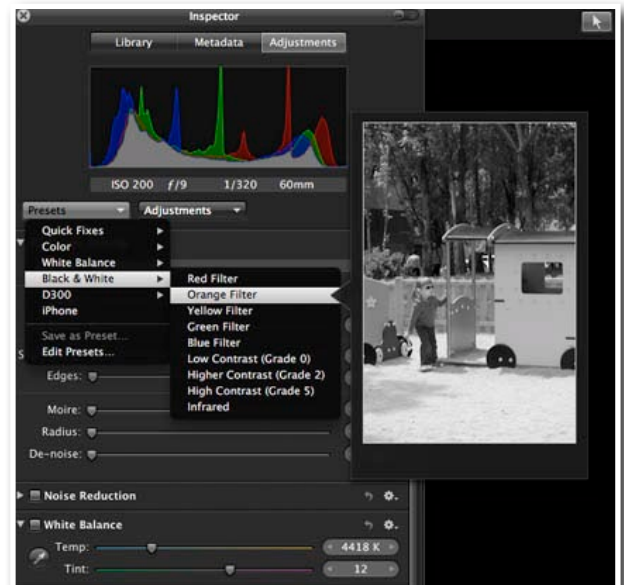 Inspector
Library Metadata Adjustments
ISO 200 ƒ/9 1/320 60mm
Presets Adjustments
Quick Fixes
Color
White Balance
Black & White
D300
iPhone
Save as Preset...
Edit Presets...
Red Filter
Orange Filter
Yellow Filter
Green Filter
Blue Filter
Low Contrast (Grade 0)
Higher Contrast (Grade 2)
High Contrast (Grade 5)
Infrared
Edges:
Moire:
Radius:
De-noise:
Noise Reduction
White Balance
Temp: 4418 K
Tint: 12